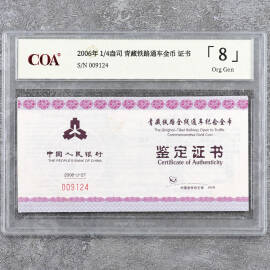 COA
2006年 1/4盎司 青藏铁路通车金币 证书
S/N 009124
「8」
Org Gen
中国人民银行
THE PEOPLE'S BANK OF CHINA
2006-U-27
009124
青藏铁路全线通车纪念金币
The Qinghai-Tibet Railway Open to Traffic
Commemorative Gold Coin
鉴定证书
Certificate of Authenticity